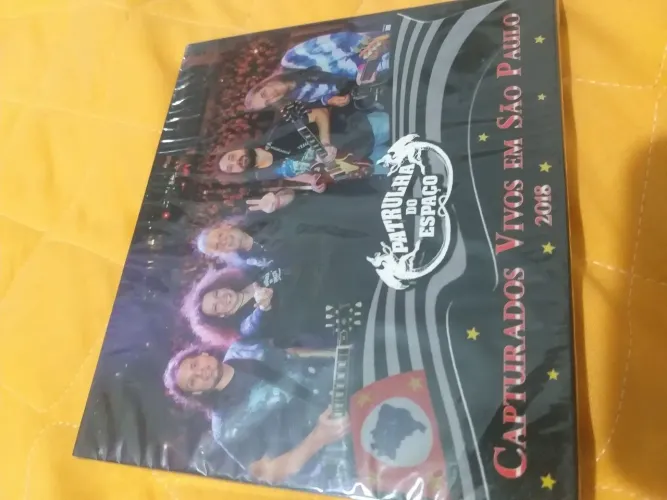 PATRULHA
DO
ESPAÇO
CAPTURADOS VIVOS EM SÃO PAULO
2018